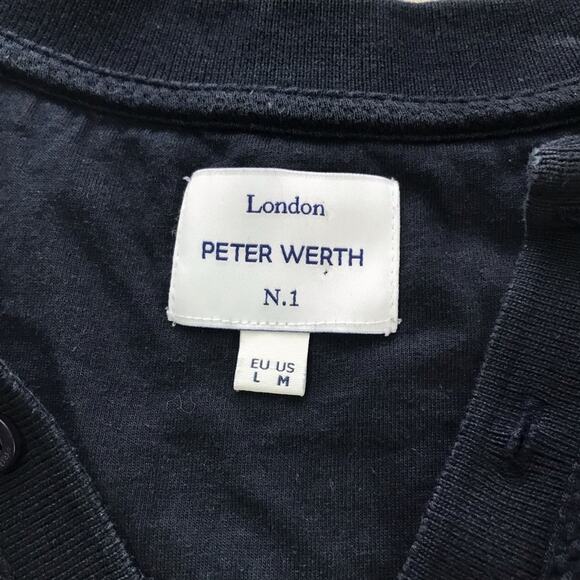 London
PETER WERTH
N.1
EU US
L M